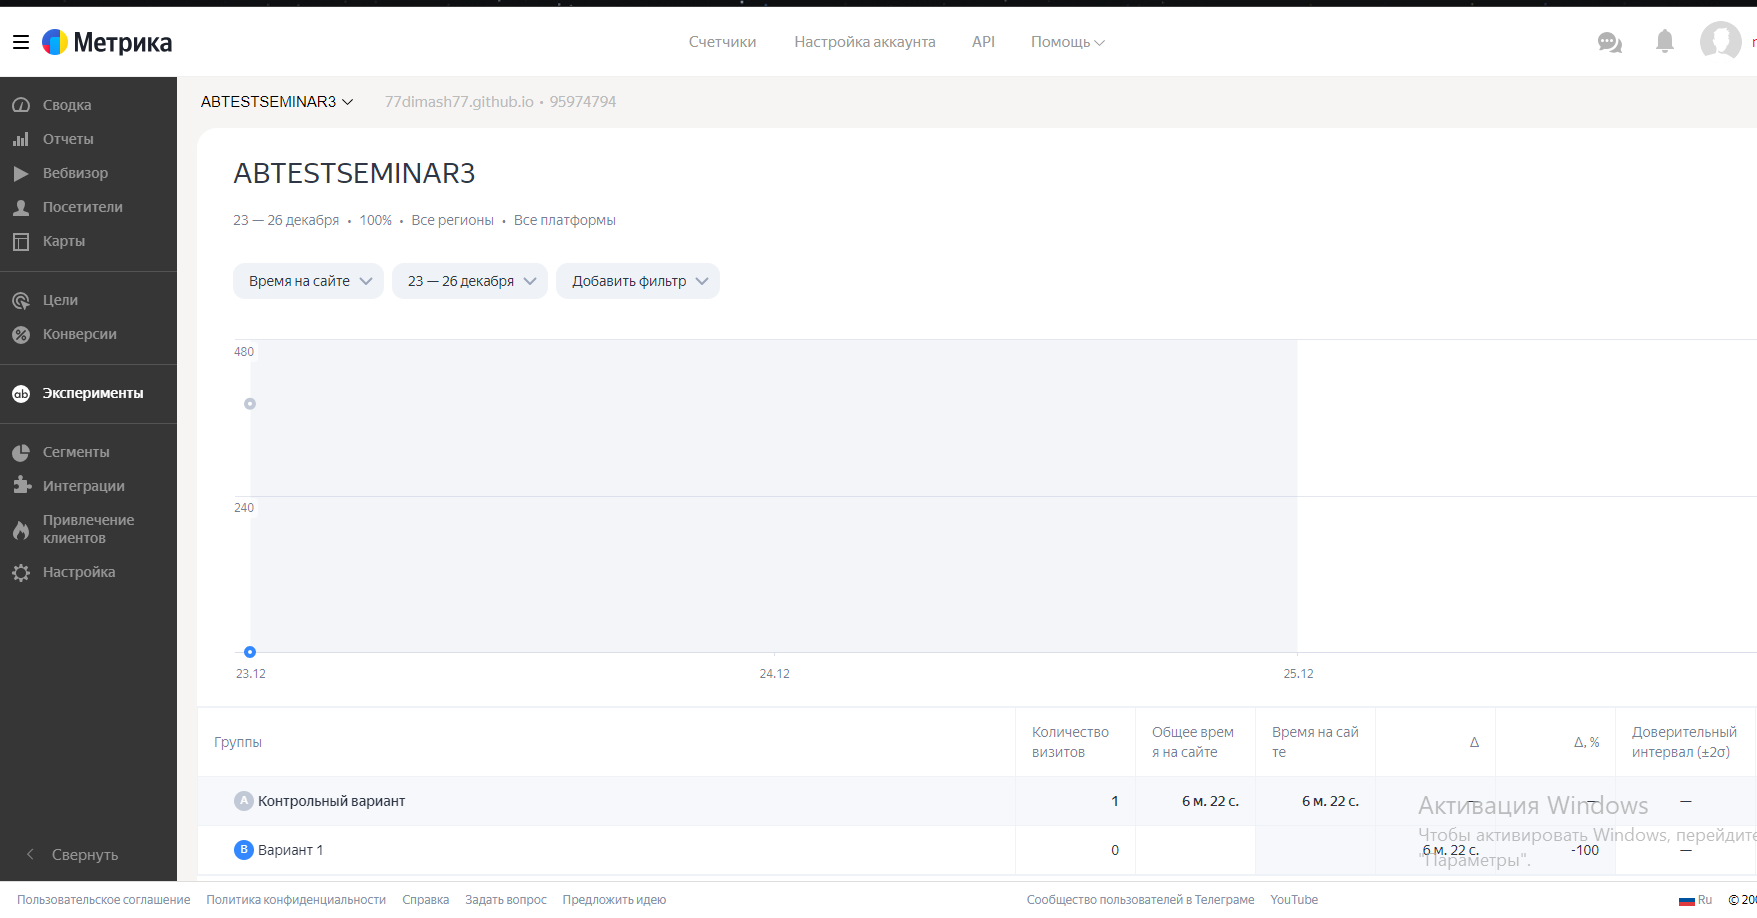 Метрика
Счетчики
Настройка аккаунта
API
Помощь
Сводка
Отчеты
Вебвизор
Посетители
Карты
Цели
Конверсии
ab
Эксперименты
Сегменты
Интеграции
Привлечение
клиентов
Настройка
Свернуть
ABTESTSEMINAR3
77dimash77.github.io • 95974794
ABTESTSEMINAR3
23 — 26 декабря • 100% • Все регионы • Все платформы
Время на сайте
23 — 26 декабря
Добавить фильтр
480
240
23.12
24.12
25.12
Группы
Количество
визитов
Общее врем
я на сайте
Время на сай
те
Δ
Δ, %
Доверительный
интервал (±2σ)
A Контрольный вариант
1
6 м. 22 с.
6 м. 22 с.
—
—
—
B Вариант 1
0
6 м. 22 с.
-100
—
Активация Windows
Чтобы активировать Windows, перейдите
"Параметры".
Пользовательское соглашение
Политика конфиденциальности
Справка
Задать вопрос
Предложить идею
Сообщество пользователей в Телеграме
YouTube
Ru
© 20